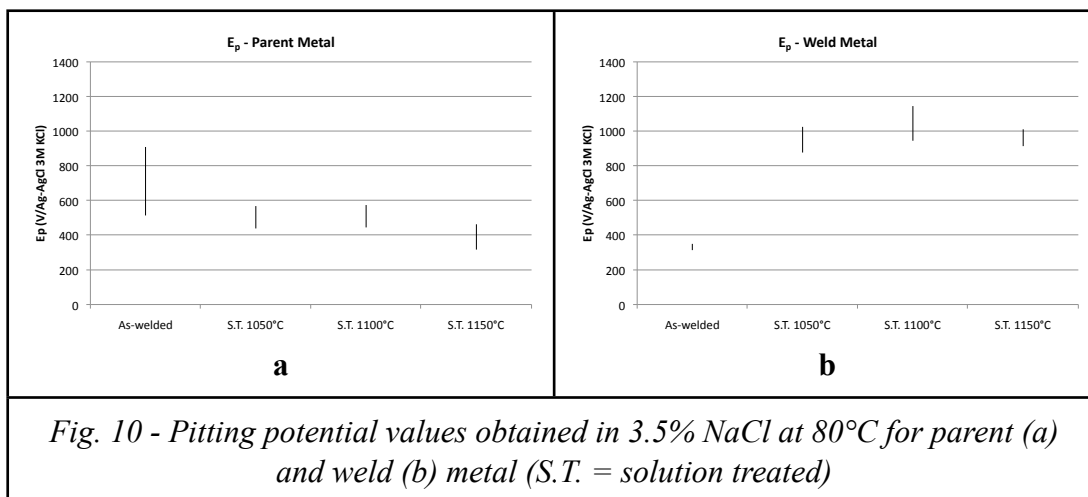 Eₚ - Parent Metal
Ep (V/Ag-AgCl 3M KCl)
1400
1200
1000
800
600
400
200
0
As-welded S.T. 1050°C S.T. 1100°C S.T. 1150°C
a
Eₚ - Weld Metal
Ep (V/Ag-AgCl 3M KCl)
1400
1200
1000
800
600
400
200
0
As-welded S.T. 1050°C S.T. 1100°C S.T. 1150°C
b
Fig. 10 - Pitting potential values obtained in 3.5% NaCl at 80°C for parent (a)
and weld (b) metal (S.T. = solution treated)